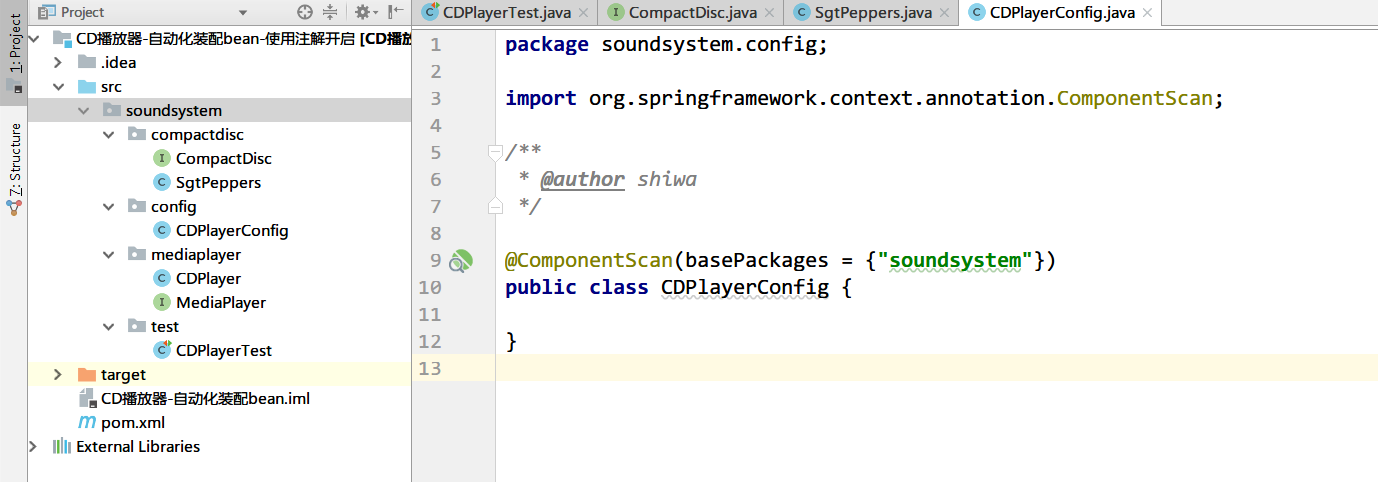 1: Project
7: Structure
Project
CD播放器-自动化装配bean-使用注解开启 [CD播放
.idea
src
soundsystem
compactdisc
CompactDisc
SgtPeppers
config
CDPlayerConfig
mediaplayer
CDPlayer
MediaPlayer
test
CDPlayerTest
target
CD播放器-自动化装配bean.iml
pom.xml
External Libraries
CDPlayerTest.java
CompactDisc.java
SgtPeppers.java
CDPlayerConfig.java
1 package soundsystem.config;
2
3 import org.springframework.context.annotation.ComponentScan;
4
5 /**
6 * @author shiwa
7 */
8
9 @ComponentScan(basePackages = {"soundsystem"})
10 public class CDPlayerConfig {
11
12 }
13